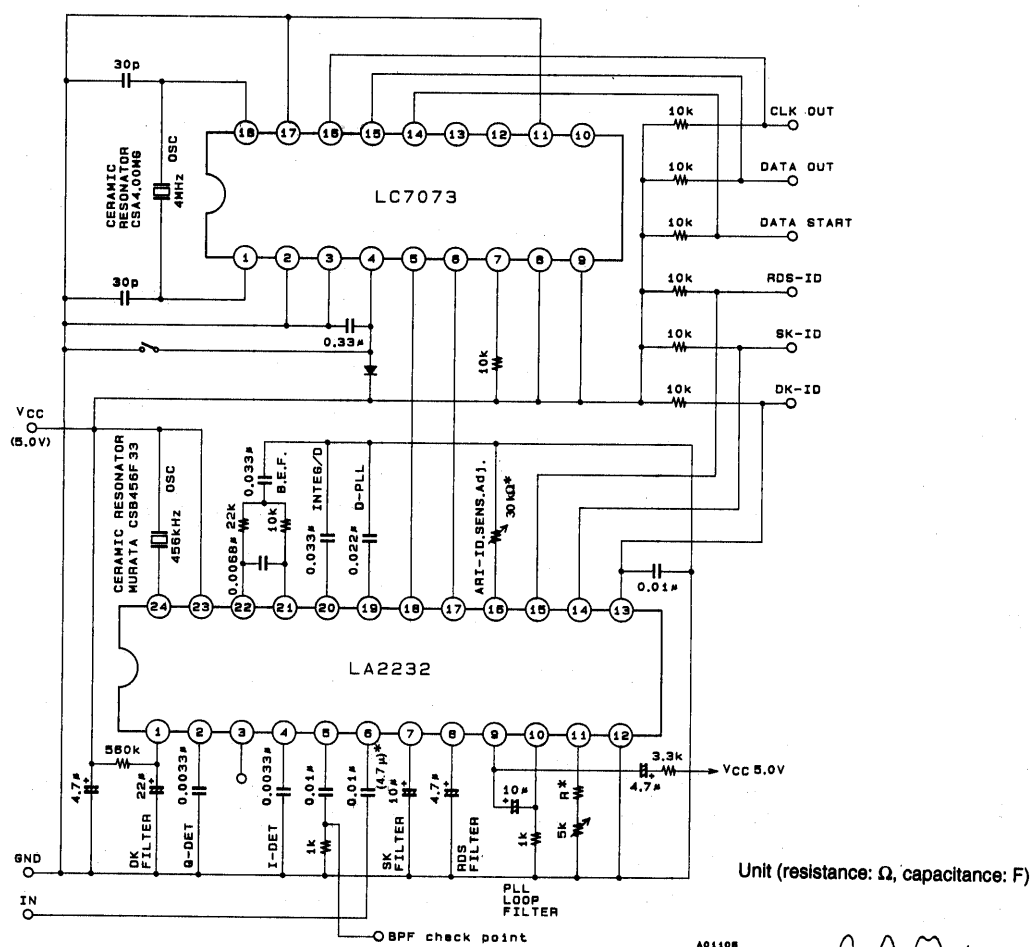 30p
CERAMIC
RESONATOR
CSA4.00MG
OSC
4MHz
30p
18 17 16 15 14 13 12 11 10
LC7073
1 2 3 4 5 6 7 8 9
0.33μ
10k
10k
CLK OUT
10k
DATA OUT
10k
DATA START
10k
RDS-ID
10k
SK-ID
10k
DK-ID
VCC
(5.0V)
CERAMIC RESONATOR
MURATA CSB456F33
OSC
456kHz
0.033μ
B.E.F.
22k
10k
0.0068μ
INTEG/D
0.033μ
D-PLL
0.022μ
ARI-ID.SENS.Adj.
30kΩ*
0.01μ
24 23 22 21 20 19 18 17 16 15 14 13
LA2232
1 2 3 4 5 6 7 8 9 10 11 12
560k
4.7μ
+
22μ
+
DK
FILTER
0.0033μ
Q-DET
0.0033μ
I-DET
0.01μ
1k
0.01μ
(4.7μ)*
10μ
+
SK
FILTER
4.7μ
+
RDS
FILTER
10μ
+
1k
PLL
LOOP
FILTER
R*
5k
4.7μ
+
3.3k
VCC 5.0V
GND
IN
BPF check point
Unit (resistance: Ω, capacitance: F)
A01108